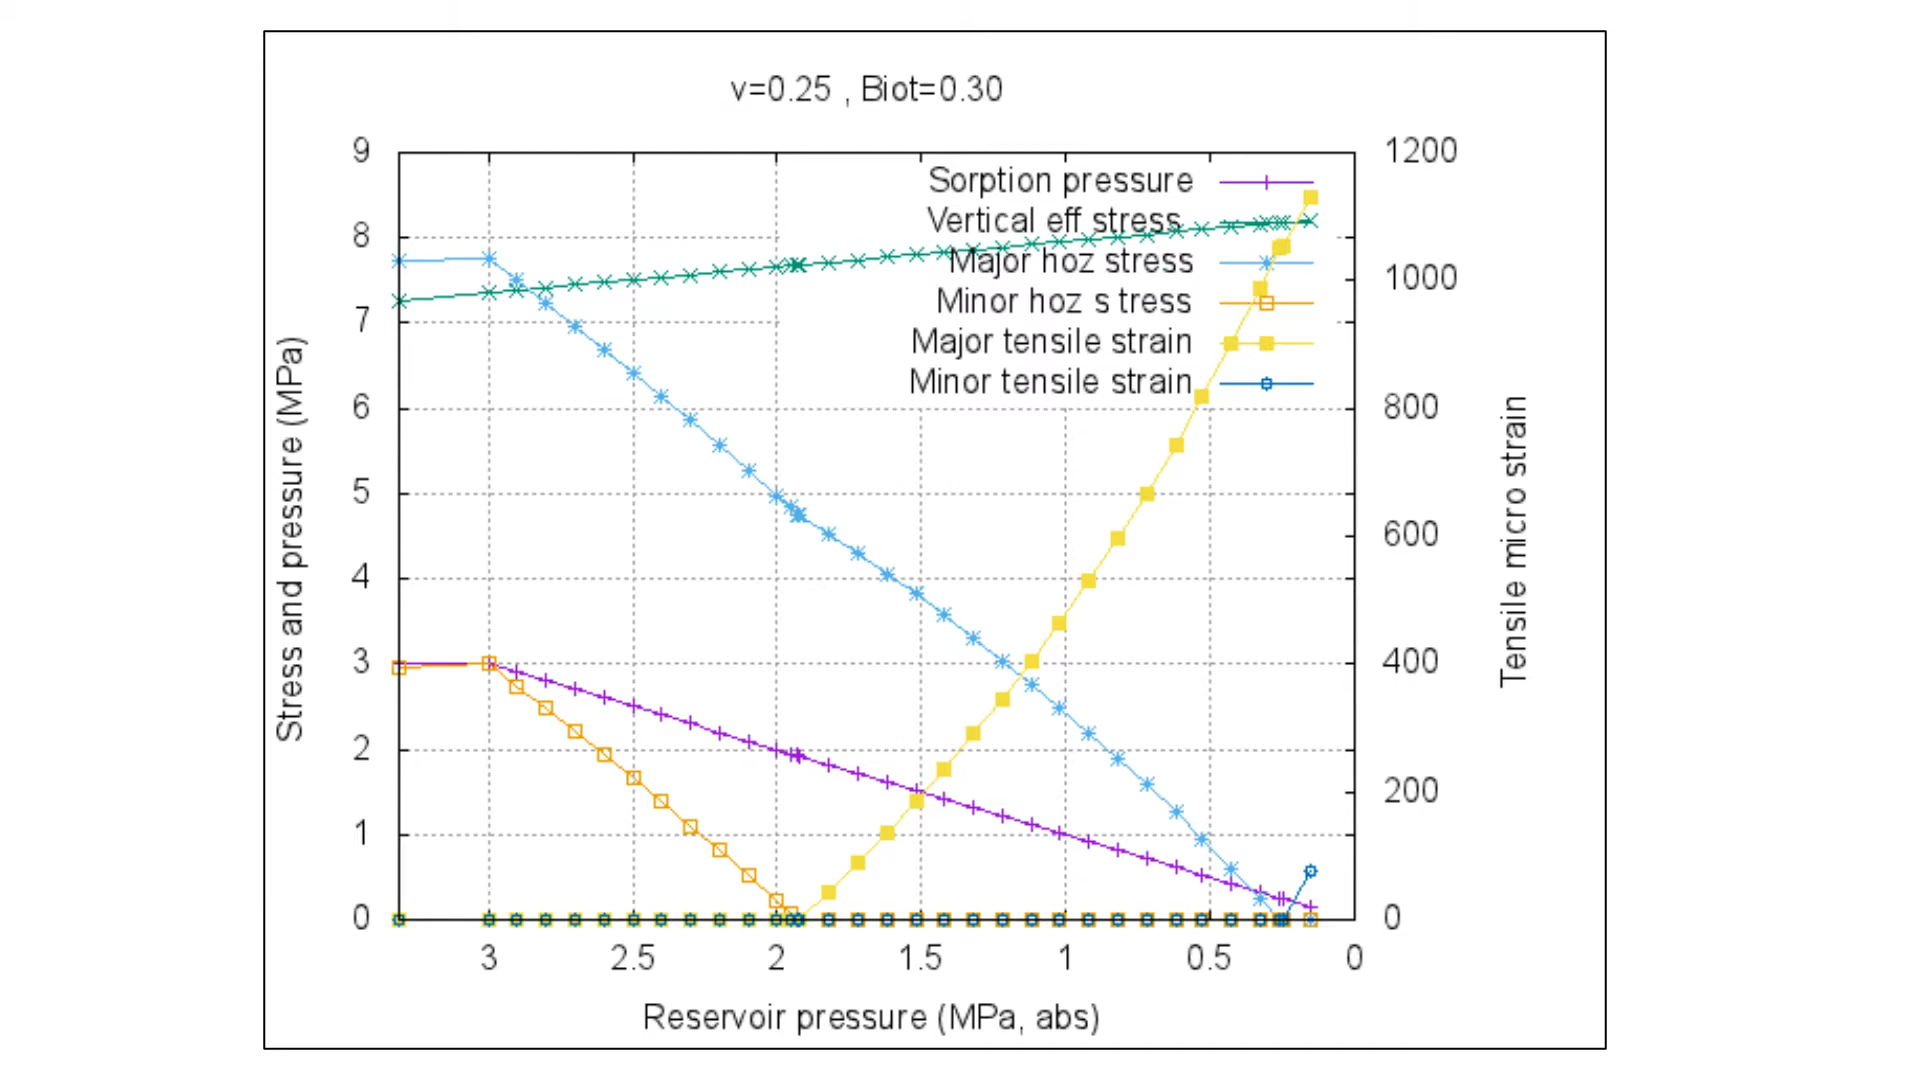 v=0.25 , Biot=0.30
9
8
7
6
5
4
3
2
1
0
Stress and pressure (MPa)
Sorption pressure
Vertical eff stress
Major hoz stress
Minor hoz s tress
Major tensile strain
Minor tensile strain
1200
1000
800
600
400
200
0
Tensile micro strain
3 2.5 2 1.5 1 0.5 0
Reservoir pressure (MPa, abs)